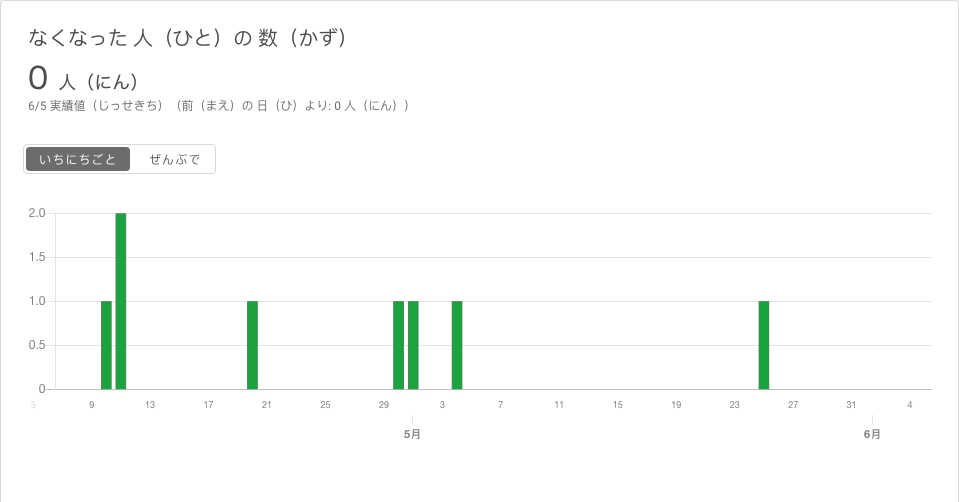 なくなった 人（ひと）の 数（かず）
0 人（にん）
6/5 実績値（じっせきち）（前（まえ）の 日（ひ）より: 0 人（にん））
いちにちごと ぜんぶで
2.0
1.5
1.0
0.5
0
5 9 13 17 21 25 29 3 7 11 15 19 23 27 31 4
5月 6月